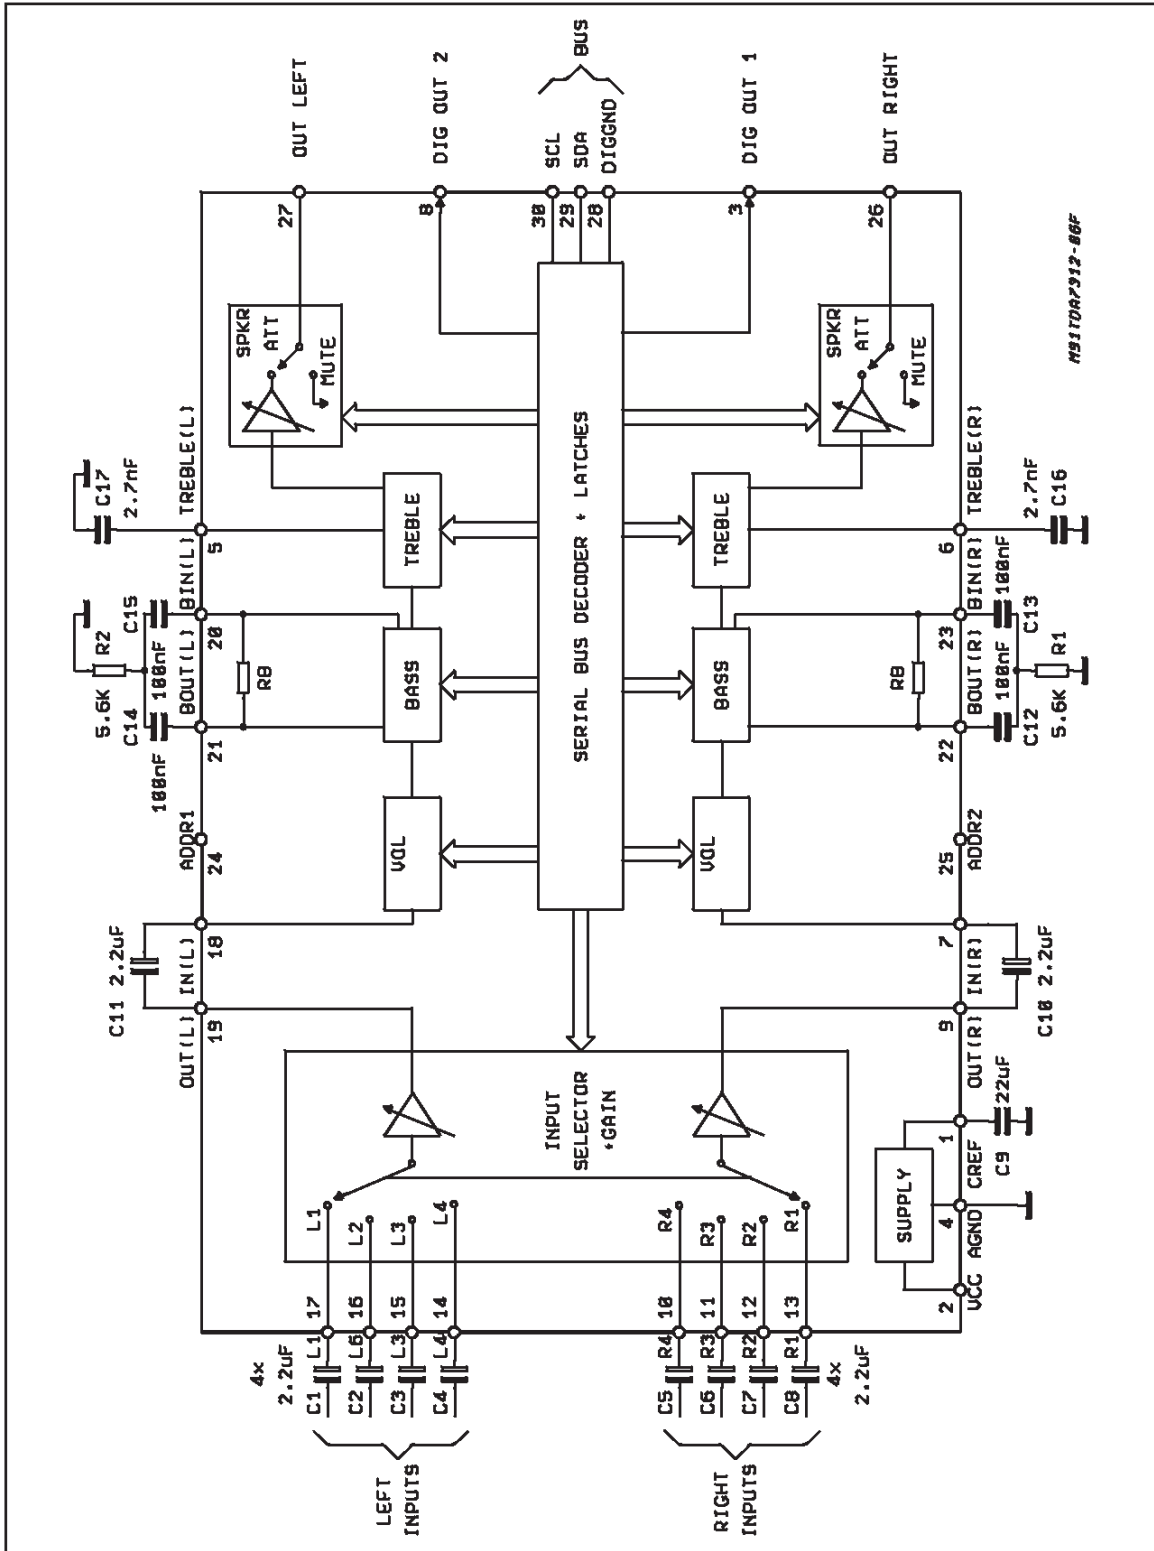 C17
2.7nF
R2
5.6K
C15
C14
100nF
100nF
C11 2.2uF
TREBLE(L)
BIN(L)
BOUT(L)
ADDR1
IN(L)
OUT(L)
5
20
21
24
18
19
OUT LEFT
27
SPKR
ATT
MUTE
RB
4x
2.2uF
LEFT
INPUTS
C1
L1
17
L1
C2
L6
16
L2
C3
L3
15
L3
C4
L4
14
L4
TREBLE
BASS
VOL
DIG OUT 2
8
BUS
SCL
30
SDA
29
DIGGND
28
SERIAL BUS DECODER + LATCHES
INPUT
SELECTOR
+GAIN
RIGHT
INPUTS
C5
R4
10
R4
C6
R3
11
R3
C7
R2
12
R2
C8
R1
13
R1
4x
2.2uF
TREBLE
BASS
VOL
DIG OUT 1
3
SPKR
ATT
MUTE
OUT RIGHT
26
RB
SUPPLY
6
23
22
25
7
9
1
4
2
TREBLE(R)
BIN(R)
BOUT(R)
ADDR2
IN(R)
OUT(R)
CREF
AGND
VCC
2.7nF
C16
100nF
100nF
C13
C12
R1
5.6K
C10 2.2uF
22uF
C9
M91TDA7312-06F